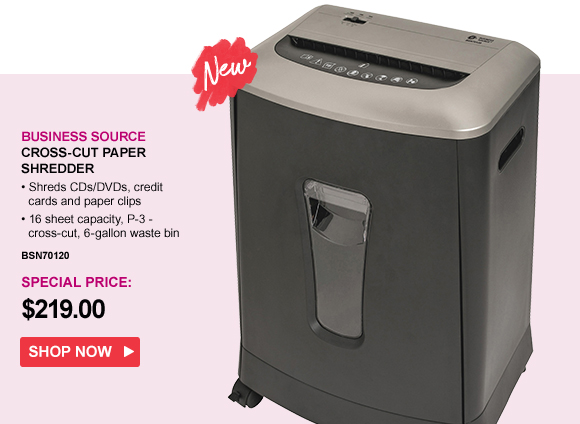 New
BUSINESS SOURCE
CROSS-CUT PAPER
SHREDDER
• Shreds CDs/DVDs, credit
cards and paper clips
• 16 sheet capacity, P-3 -
cross-cut, 6-gallon waste bin
BSN70120
SPECIAL PRICE:
$219.00
SHOP NOW